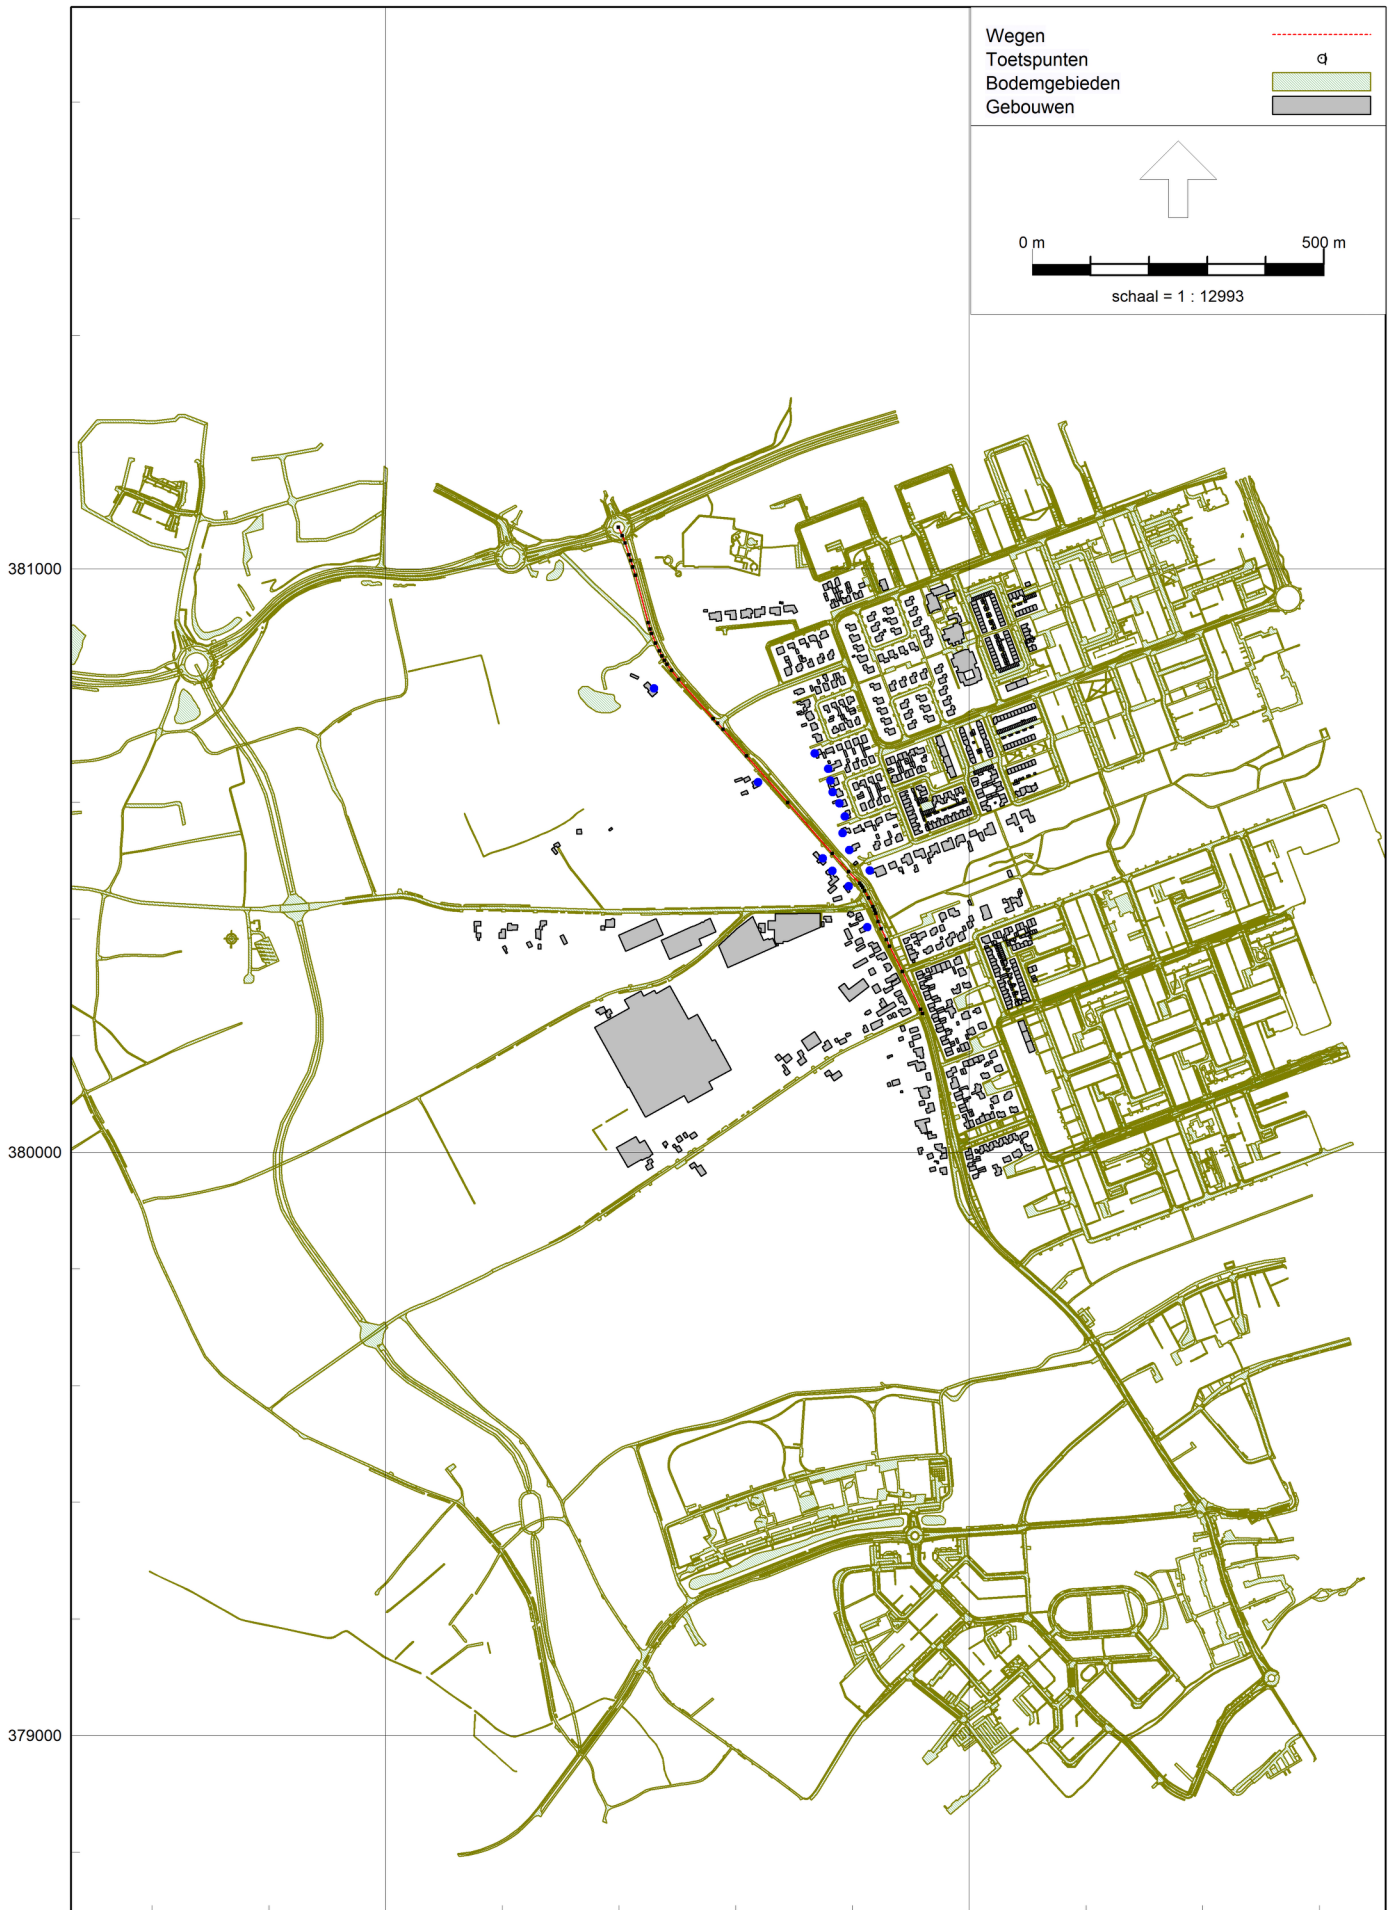 Wegen
Toetspunten
Bodemgebieden
Gebouwen
0 m 500 m
schaal = 1 : 12993
381000
380000
379000